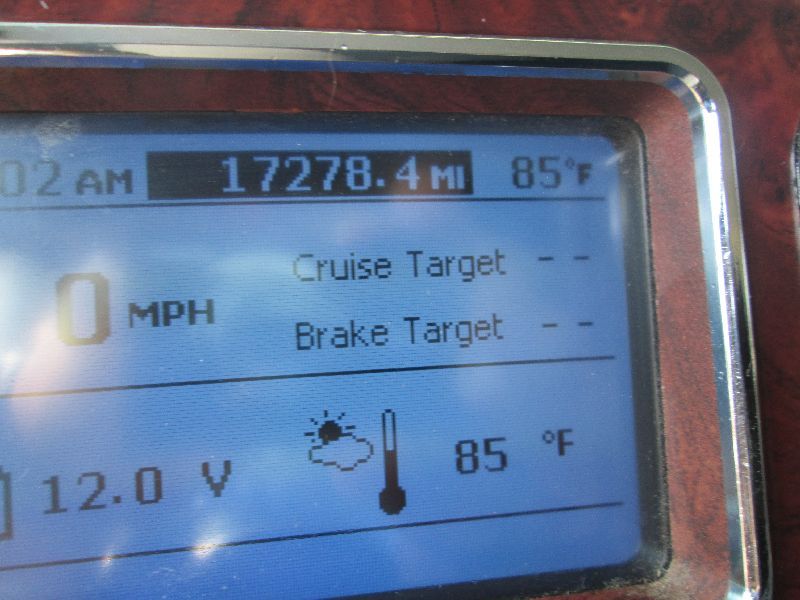 02 AM 17278.4 MI 85°F
Cruise Target - -
0 MPH
Brake Target - -
12.0 V 85 °F